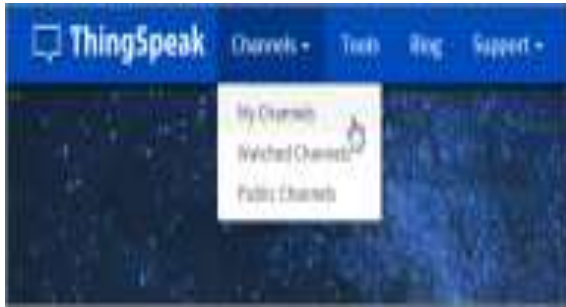 ThingSpeak Channels Tools Blog Support
My Channels
Watched Channels
Public Channels